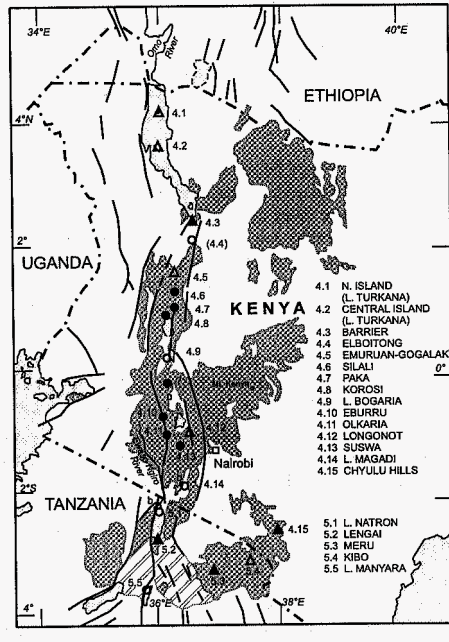 34°E
40°E
Omo
River
ETHIOPIA
4.1
4°N
4.2
4.3
2°
(4.4)
UGANDA
4.5
4.6
4.7
4.8
KENYA
4.9
4.1 N. ISLAND
(L. TURKANA)
4.2 CENTRAL ISLAND
(L. TURKANA)
4.3 BARRIER
4.4 ELBOITONG
4.5 EMURUAN-GOGALAK
4.6 SILALI
4.7 PAKA
4.8 KOROSI
4.9 L. BOGARIA
4.10 EBURRU
4.11 OLKARIA
4.12 LONGONOT
4.13 SUSWA
4.14 L. MAGADI
4.15 CHYULU HILLS
0°
4.10
Nairobi
4.14
2°S
TANZANIA
b
4.15
5.2
5.1 L. NATRON
5.2 LENGAI
5.3 MERU
5.4 KIBO
5.5 L. MANYARA
5.5
5.3
36°E
38°E
4°